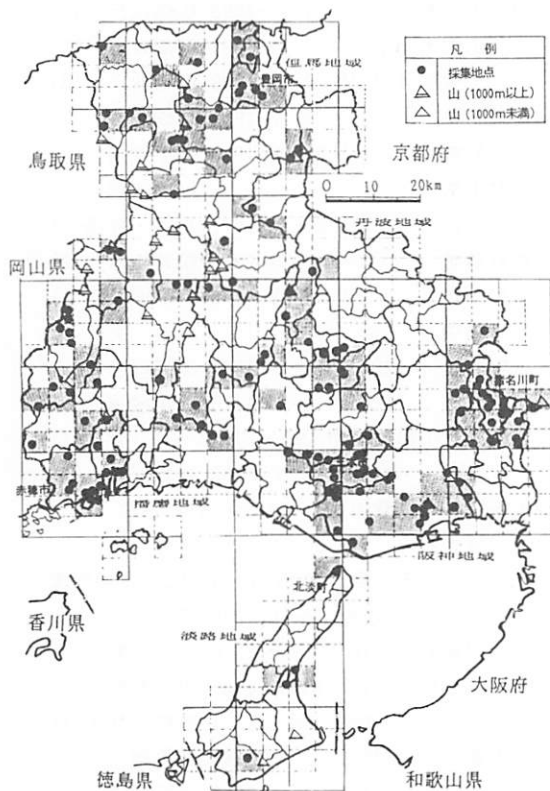 凡 例
採集地点
山 (1000m以上)
山 (1000m未満)
但馬地域
豊岡市
鳥取県
京都府
0 10 20km
丹波地域
岡山県
猪名川町
赤穂市
播磨地域
阪神地域
北淡町
香川県
淡路地域
大阪府
徳島県
和歌山県